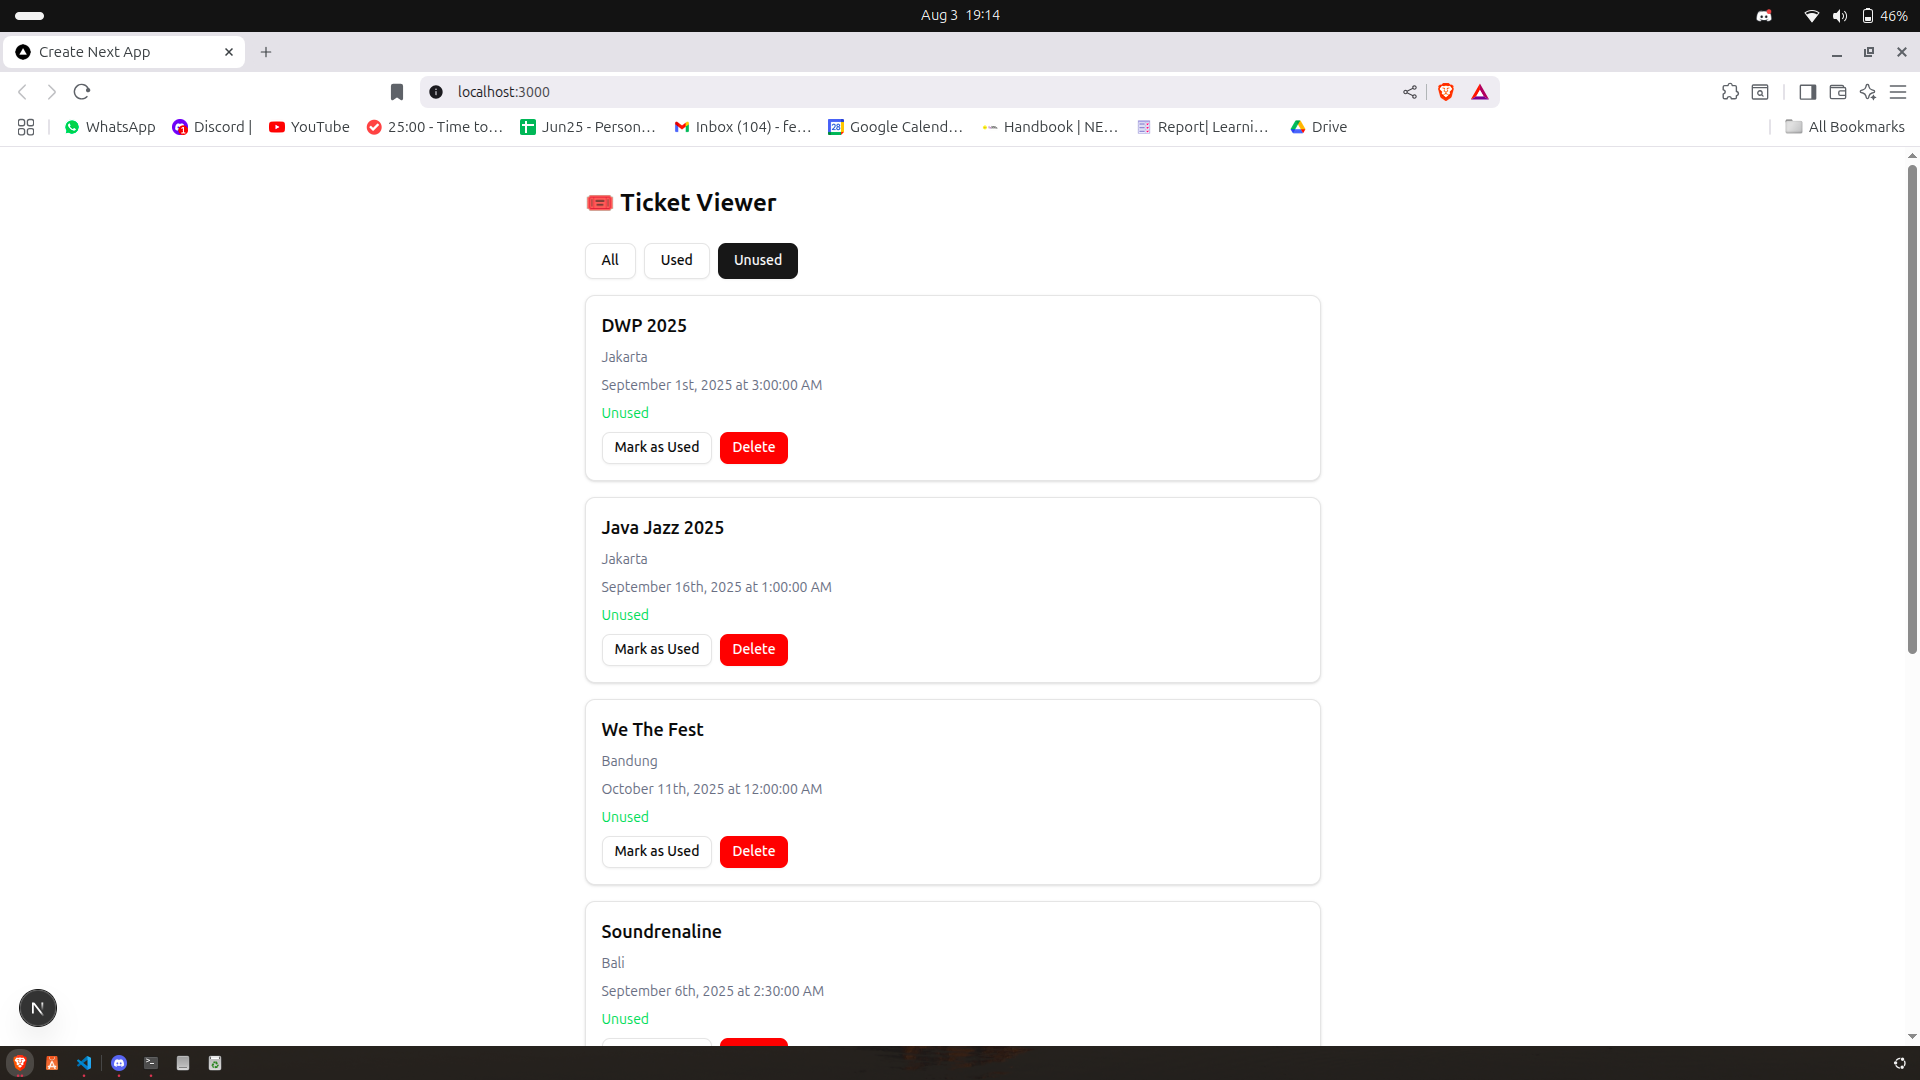 Aug 3 19:14
46%
Create Next App
localhost:3000
WhatsApp Discord | YouTube 25:00 - Time to... Jun25 - Person... Inbox (104) - fe... Google Calend... Handbook | NE... Report| Learni... Drive All Bookmarks
Ticket Viewer
All Used Unused
DWP 2025
Jakarta
September 1st, 2025 at 3:00:00 AM
Unused
Mark as Used Delete
Java Jazz 2025
Jakarta
September 16th, 2025 at 1:00:00 AM
Unused
Mark as Used Delete
We The Fest
Bandung
October 11th, 2025 at 12:00:00 AM
Unused
Mark as Used Delete
Soundrenaline
Bali
September 6th, 2025 at 2:30:00 AM
Unused
N